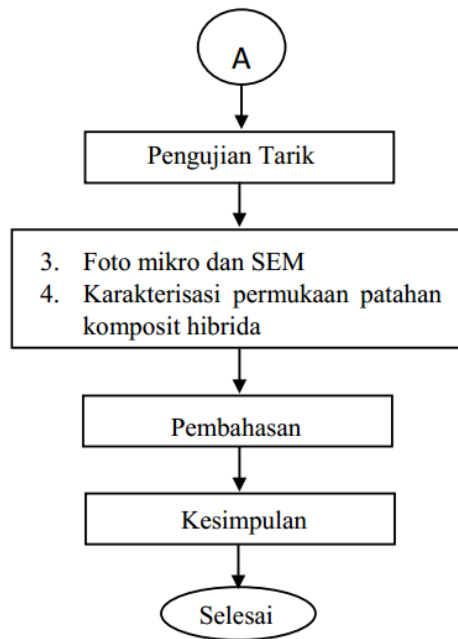 A
Pengujian Tarik
3. Foto mikro dan SEM
4. Karakterisasi permukaan patahan
komposit hibrida
Pembahasan
Kesimpulan
Selesai